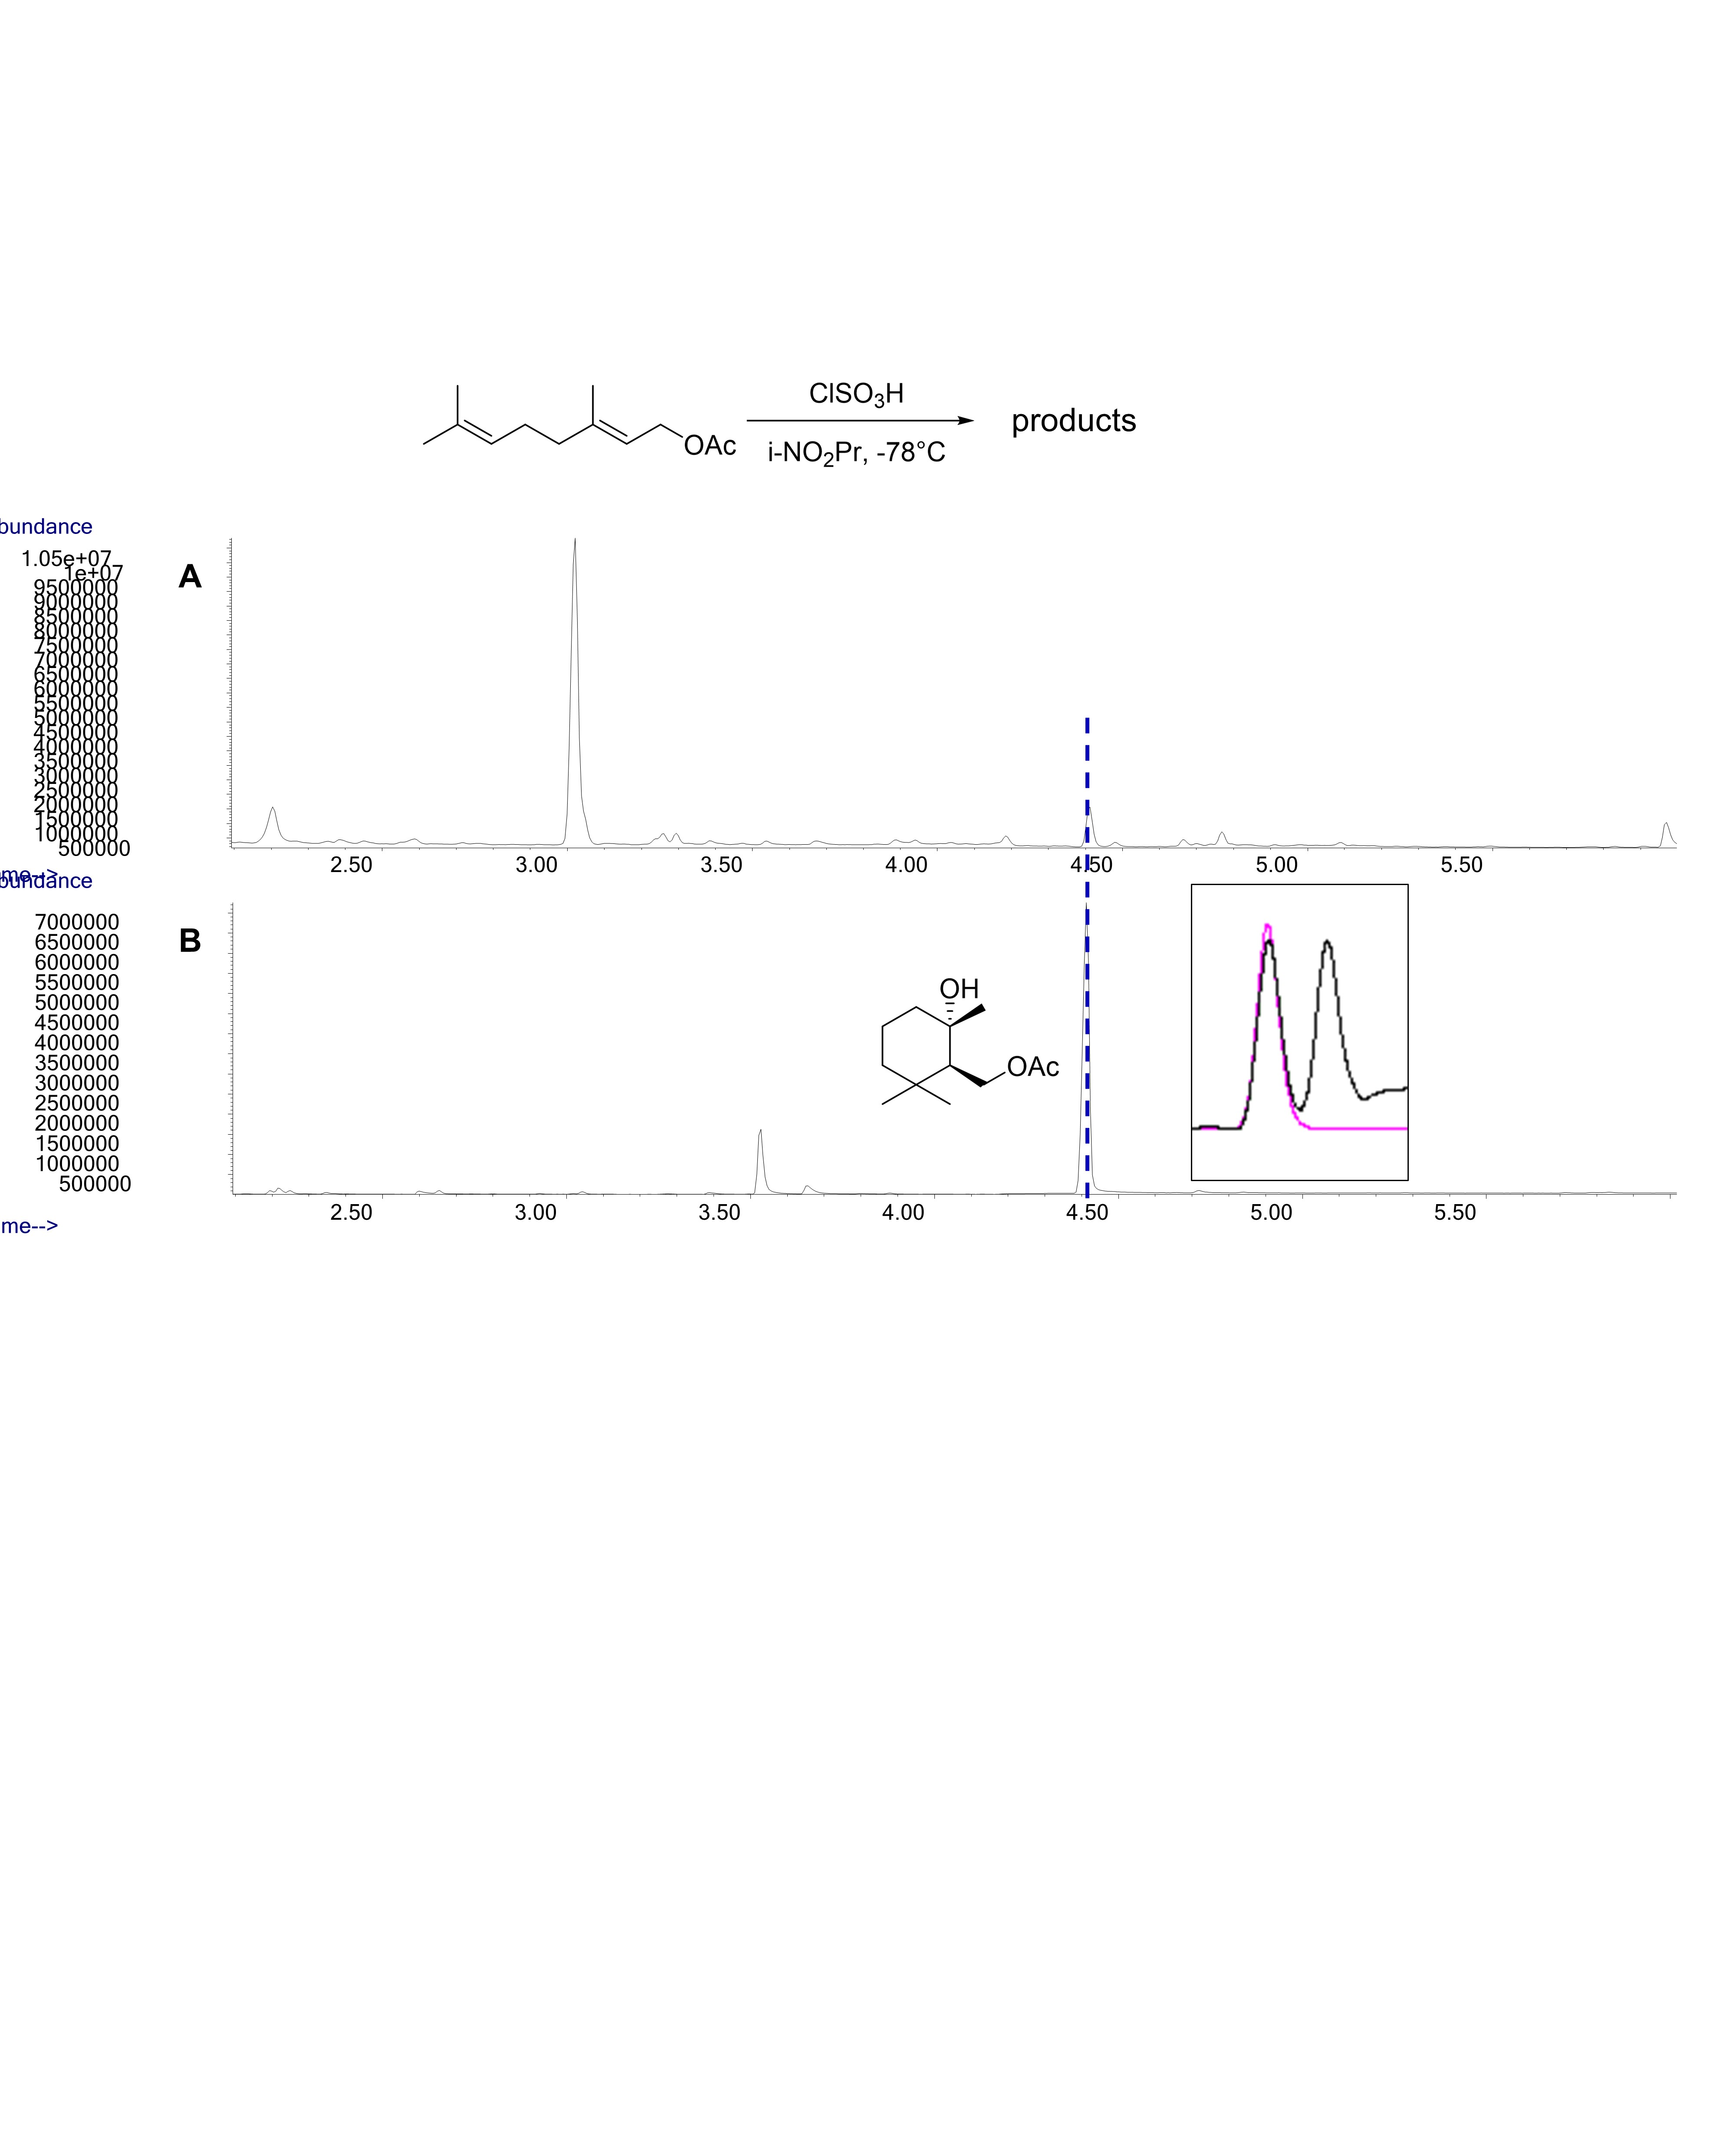 ClSO3H
products
OAc
i-NO2Pr, -78°C
bundance
1.05e+07
1e+07
9500000
9000000
8500000
8000000
7500000
7000000
6500000
6000000
5500000
5000000
4500000
4000000
3500000
3000000
2500000
2000000
1500000
1000000
500000
A
2.50 3.00 3.50 4.00 4.50 5.00 5.50
me-->
bundance
7000000
6500000
6000000
5500000
5000000
4500000
4000000
3500000
3000000
2500000
2000000
1500000
1000000
500000
B
OH
OAc
2.50 3.00 3.50 4.00 4.50 5.00 5.50
me-->